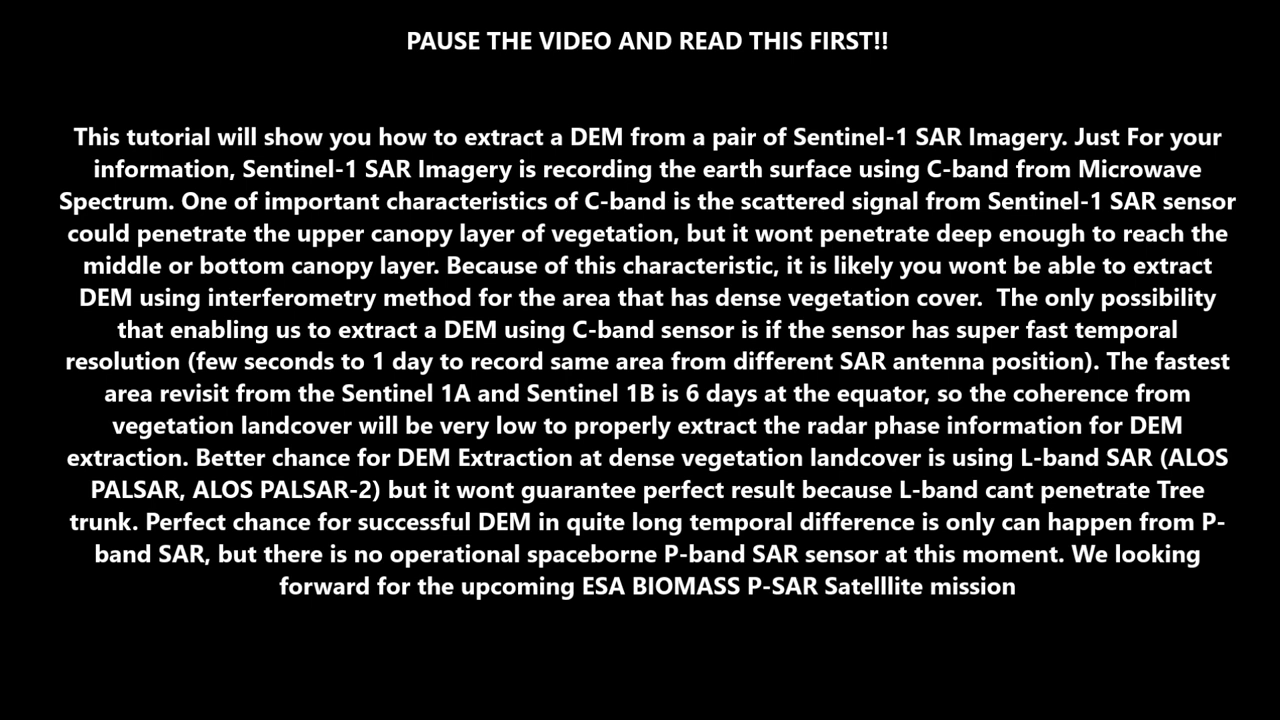 PAUSE THE VIDEO AND READ THIS FIRST!!
This tutorial will show you how to extract a DEM from a pair of Sentinel-1 SAR Imagery. Just For your
information, Sentinel-1 SAR Imagery is recording the earth surface using C-band from Microwave
Spectrum. One of important characteristics of C-band is the scattered signal from Sentinel-1 SAR sensor
could penetrate the upper canopy layer of vegetation, but it wont penetrate deep enough to reach the
middle or bottom canopy layer. Because of this characteristic, it is likely you wont be able to extract
DEM using interferometry method for the area that has dense vegetation cover.  The only possibility
that enabling us to extract a DEM using C-band sensor is if the sensor has super fast temporal
resolution (few seconds to 1 day to record same area from different SAR antenna position). The fastest
area revisit from the Sentinel 1A and Sentinel 1B is 6 days at the equator, so the coherence from
vegetation landcover will be very low to properly extract the radar phase information for DEM
extraction. Better chance for DEM Extraction at dense vegetation landcover is using L-band SAR (ALOS
PALSAR, ALOS PALSAR-2) but it wont guarantee perfect result because L-band cant penetrate Tree
trunk. Perfect chance for successful DEM in quite long temporal difference is only can happen from P-
band SAR, but there is no operational spaceborne P-band SAR sensor at this moment. We looking
forward for the upcoming ESA BIOMASS P-SAR Satelllite mission